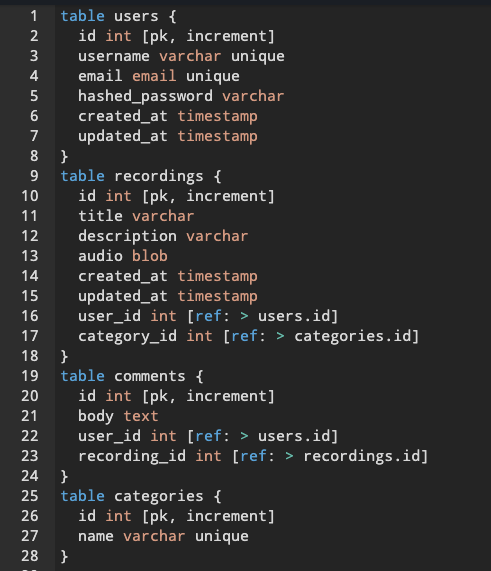 1 table users {
2 id int [pk, increment]
3 username varchar unique
4 email email unique
5 hashed_password varchar
6 created_at timestamp
7 updated_at timestamp
8 }
9 table recordings {
10 id int [pk, increment]
11 title varchar
12 description varchar
13 audio blob
14 created_at timestamp
15 updated_at timestamp
16 user_id int [ref: > users.id]
17 category_id int [ref: > categories.id]
18 }
19 table comments {
20 id int [pk, increment]
21 body text
22 user_id int [ref: > users.id]
23 recording_id int [ref: > recordings.id]
24 }
25 table categories {
26 id int [pk, increment]
27 name varchar unique
28 }